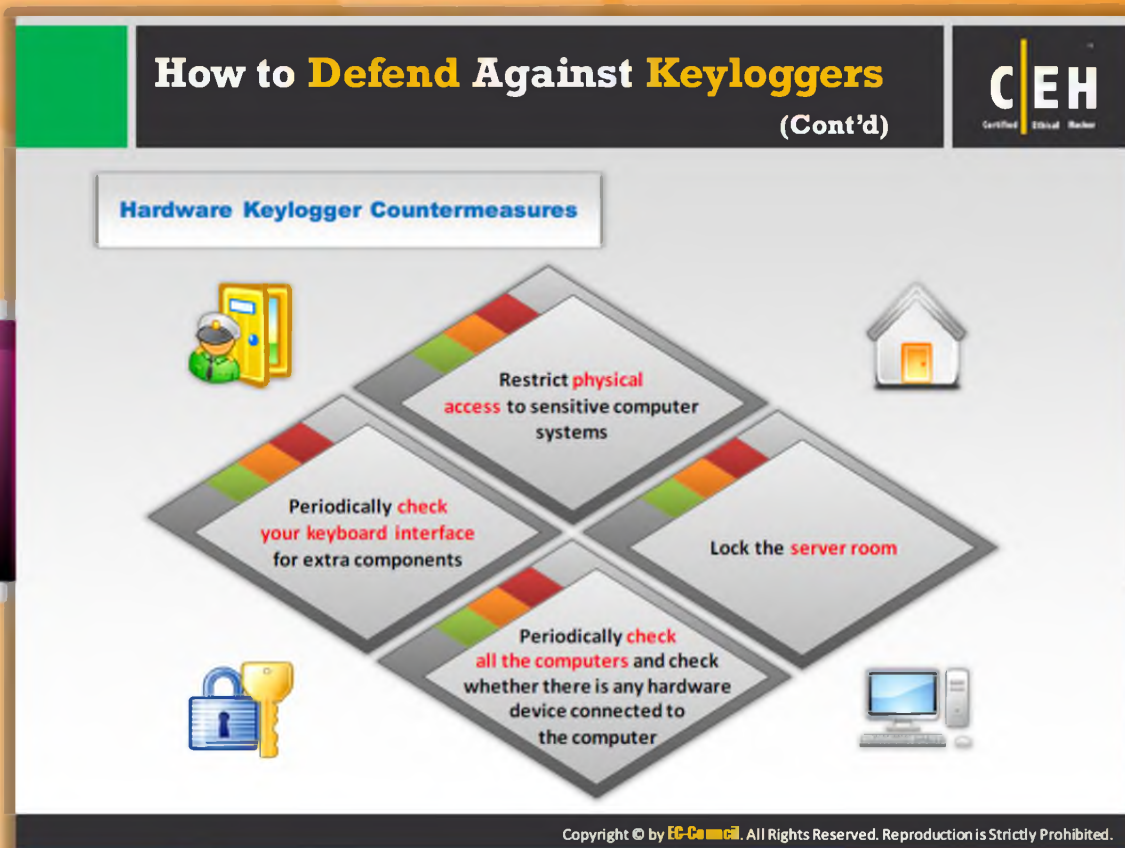 How to Defend Against Keyloggers
(Cont'd)
C EH
Certified Ethical Hacker
Hardware Keylogger Countermeasures
Restrict physical
access to sensitive computer
systems
Periodically check
your keyboard interface
for extra components
Lock the server room
Periodically check
all the computers and check
whether there is any hardware
device connected to
the computer
Copyright © by EC-Council. All Rights Reserved. Reproduction is Strictly Prohibited.